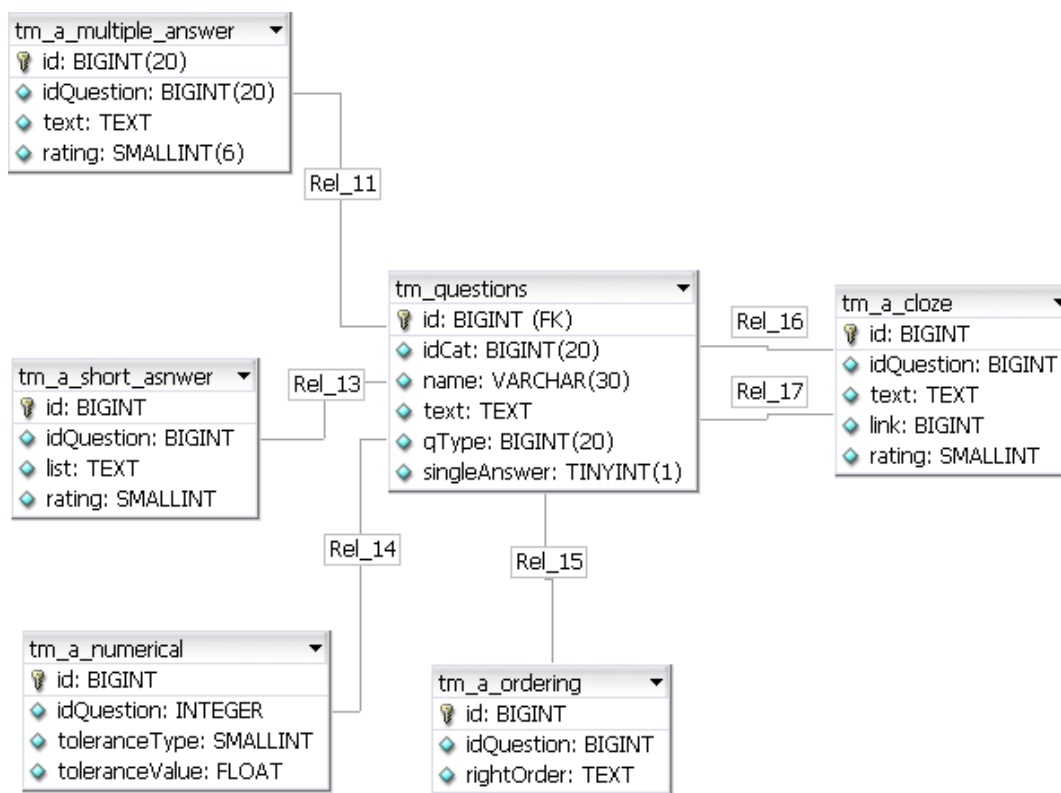 tm_a_multiple_answer
id: BIGINT(20)
idQuestion: BIGINT(20)
text: TEXT
rating: SMALLINT(6)
Rel_11
tm_questions
id: BIGINT (FK)
idCat: BIGINT(20)
name: VARCHAR(30)
text: TEXT
qType: BIGINT(20)
singleAnswer: TINYINT(1)
Rel_16
Rel_17
tm_a_cloze
id: BIGINT
idQuestion: BIGINT
text: TEXT
link: BIGINT
rating: SMALLINT
tm_a_short_asnwer
id: BIGINT
idQuestion: BIGINT
list: TEXT
rating: SMALLINT
Rel_13
Rel_14
Rel_15
tm_a_numerical
id: BIGINT
idQuestion: INTEGER
toleranceType: SMALLINT
toleranceValue: FLOAT
tm_a_ordering
id: BIGINT
idQuestion: BIGINT
rightOrder: TEXT